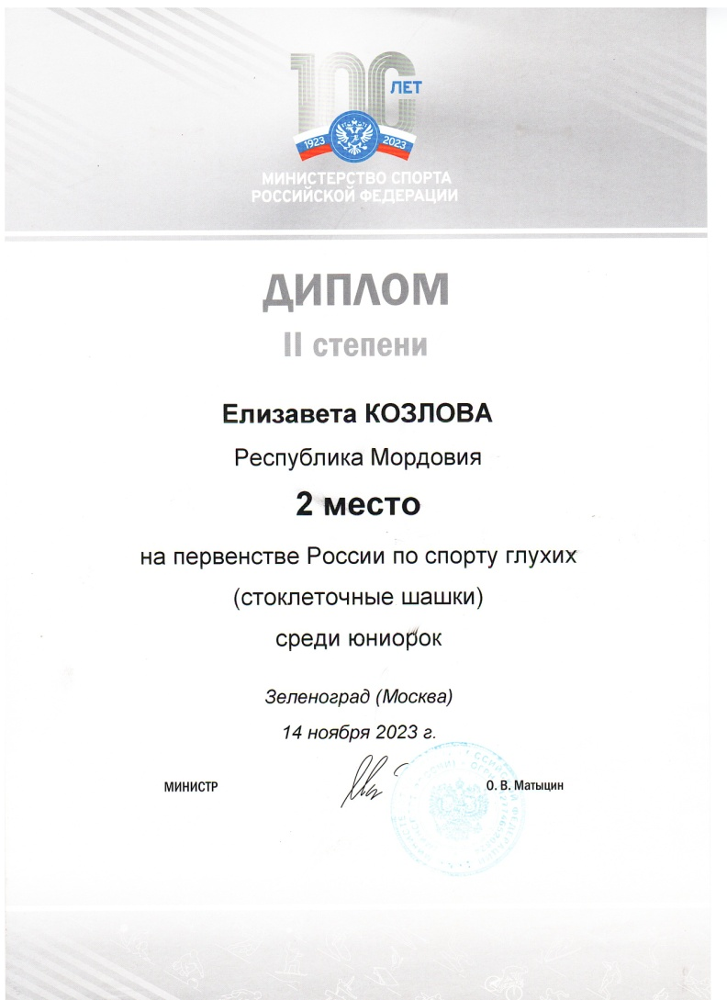 100 ЛЕТ
1923 2023
МИНИСТЕРСТВО СПОРТА
РОССИЙСКОЙ ФЕДЕРАЦИИ
ДИПЛОМ
II степени
Елизавета КОЗЛОВА
Республика Мордовия
2 место
на первенстве России по спорту глухих
(стоклеточные шашки)
среди юниорок
Зеленоград (Москва)
14 ноября 2023 г.
МИНИСТР
О. В. Матыцин